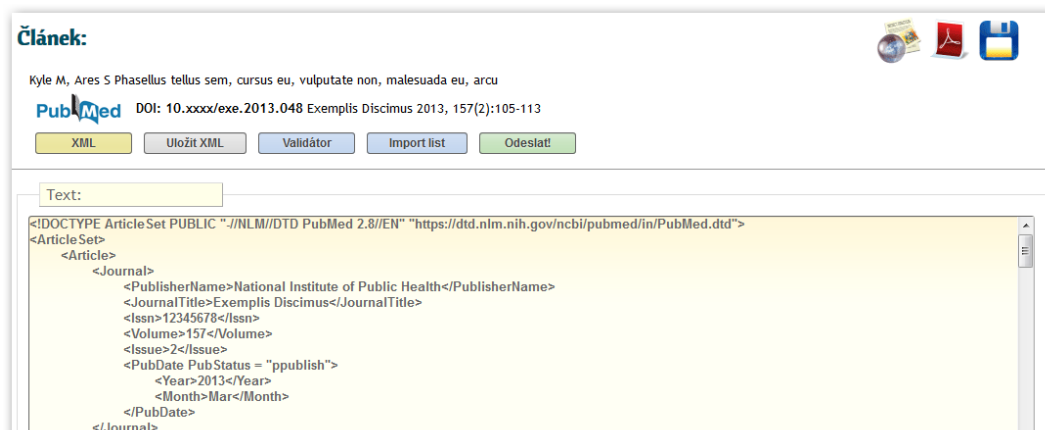 Článek:
Kyle M, Ares S Phasellus tellus sem, cursus eu, vulputate non, malesuada eu, arcu
PubMed DOI: 10.xxxx/exe.2013.048 Exemplis Discimus 2013, 157(2):105-113
XML Uložit XML Validátor Import list Odeslat!
Text:
<!DOCTYPE ArticleSet PUBLIC "-//NLM//DTD PubMed 2.8//EN" "https://dtd.nlm.nih.gov/ncbi/pubmed/in/PubMed.dtd">
<ArticleSet>
<Article>
<Journal>
<PublisherName>National Institute of Public Health</PublisherName>
<JournalTitle>Exemplis Discimus</JournalTitle>
<Issn>12345678</Issn>
<Volume>157</Volume>
<Issue>2</Issue>
<PubDate PubStatus = "ppublish">
<Year>2013</Year>
<Month>Mar</Month>
</PubDate>
</Journal>